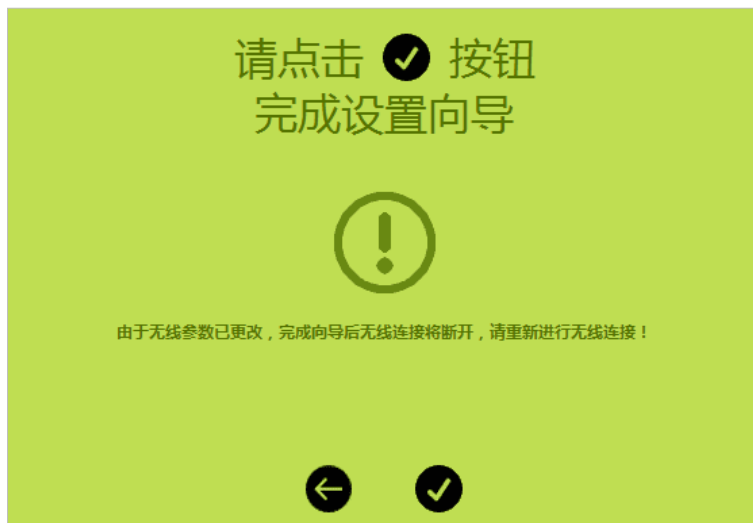 请点击 按钮
完成设置向导
由于无线参数已更改，完成向导后无线连接将断开，请重新进行无线连接！